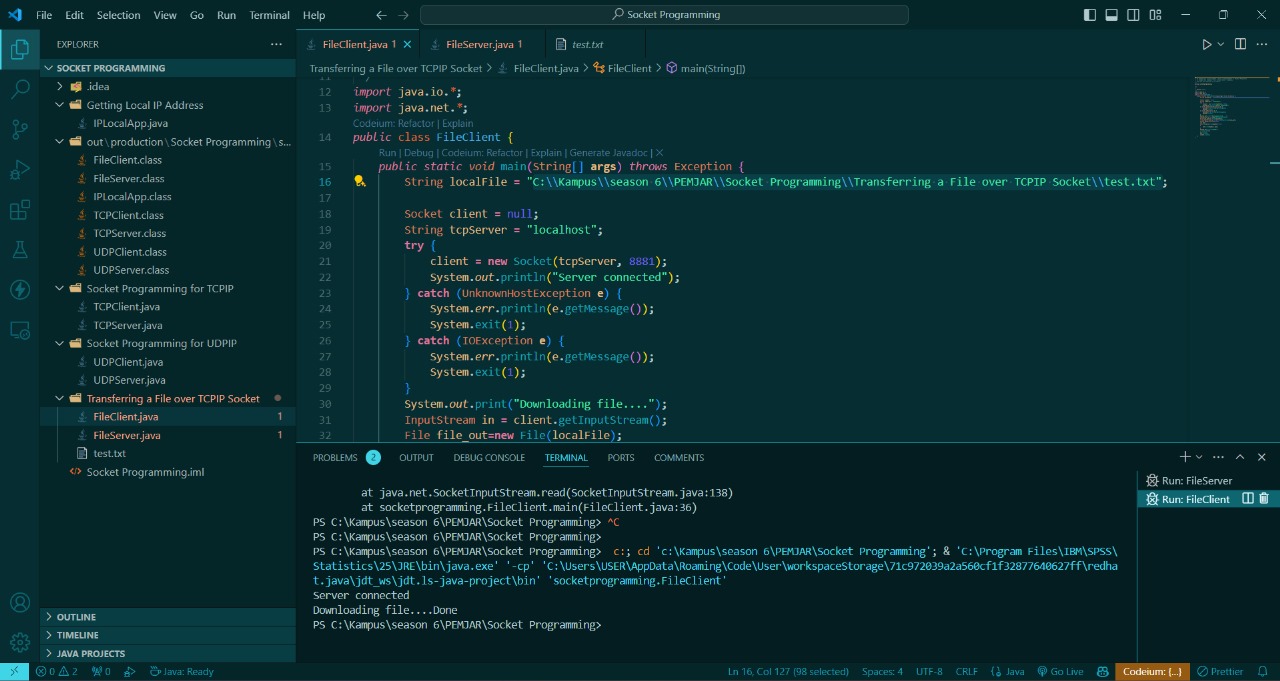 File Edit Selection View Go Run Terminal Help
Socket Programming
EXPLORER
SOCKET PROGRAMMING
.idea
Getting Local IP Address
IPLocalApp.java
out\production\Socket Programming\s...
FileClient.class
FileServer.class
IPLocalApp.class
TCPClient.class
TCPServer.class
UDPClient.class
UDPServer.class
Socket Programming for TCPIP
TCPClient.java
TCPServer.java
Socket Programming for UDPIP
UDPClient.java
UDPServer.java
Transferring a File over TCPIP Socket
FileClient.java 1
FileServer.java 1
test.txt
Socket Programming.iml
OUTLINE
TIMELINE
JAVA PROJECTS
FileClient.java 1
FileServer.java 1
test.txt
Transferring a File over TCPIP Socket > FileClient.java > FileClient > main(String[])
12 import java.io.*;
13 import java.net.*;
Codeium: Refactor | Explain
14 public class FileClient {
Run | Debug | Codeium: Refactor | Explain | Generate Javadoc | X
15 public static void main(String[] args) throws Exception {
16 String localFile = "C:\\Kampus\\season 6\\PEMJAR\\Socket Programming\\Transferring a File over TCPIP Socket\\test.txt";
17
18 Socket client = null;
19 String tcpServer = "localhost";
20 try {
21 client = new Socket(tcpServer, 8881);
22 System.out.println("Server connected");
23 } catch (UnknownHostException e) {
24 System.err.println(e.getMessage());
25 System.exit(1);
26 } catch (IOException e) {
27 System.err.println(e.getMessage());
28 System.exit(1);
29 }
30 System.out.print("Downloading file....");
31 InputStream in = client.getInputStream();
32 File file_out=new File(localFile);
PROBLEMS 2 OUTPUT DEBUG CONSOLE TERMINAL PORTS COMMENTS
at java.net.SocketInputStream.read(SocketInputStream.java:138)
at socketprogramming.FileClient.main(FileClient.java:36)
PS C:\Kampus\season 6\PEMJAR\Socket Programming> ^C
PS C:\Kampus\season 6\PEMJAR\Socket Programming>
PS C:\Kampus\season 6\PEMJAR\Socket Programming> c:; cd 'c:\Kampus\season 6\PEMJAR\Socket Programming'; & 'C:\Program Files\IBM\SPSS\
Statistics\25\JRE\bin\java.exe' '-cp' 'C:\Users\USER\AppData\Roaming\Code\User\workspaceStorage\71c972039a2a560cf1f32877640627ff\redha
t.java\jdt_ws\jdt.ls-java-project\bin' 'socketprogramming.FileClient'
Server connected
Downloading file....Done
PS C:\Kampus\season 6\PEMJAR\Socket Programming>
Run: FileServer
Run: FileClient
0 2 0 Java: Ready
Ln 16, Col 127 (98 selected) Spaces: 4 UTF-8 CRLF {} Java Go Live Codeium: {...} Prettier